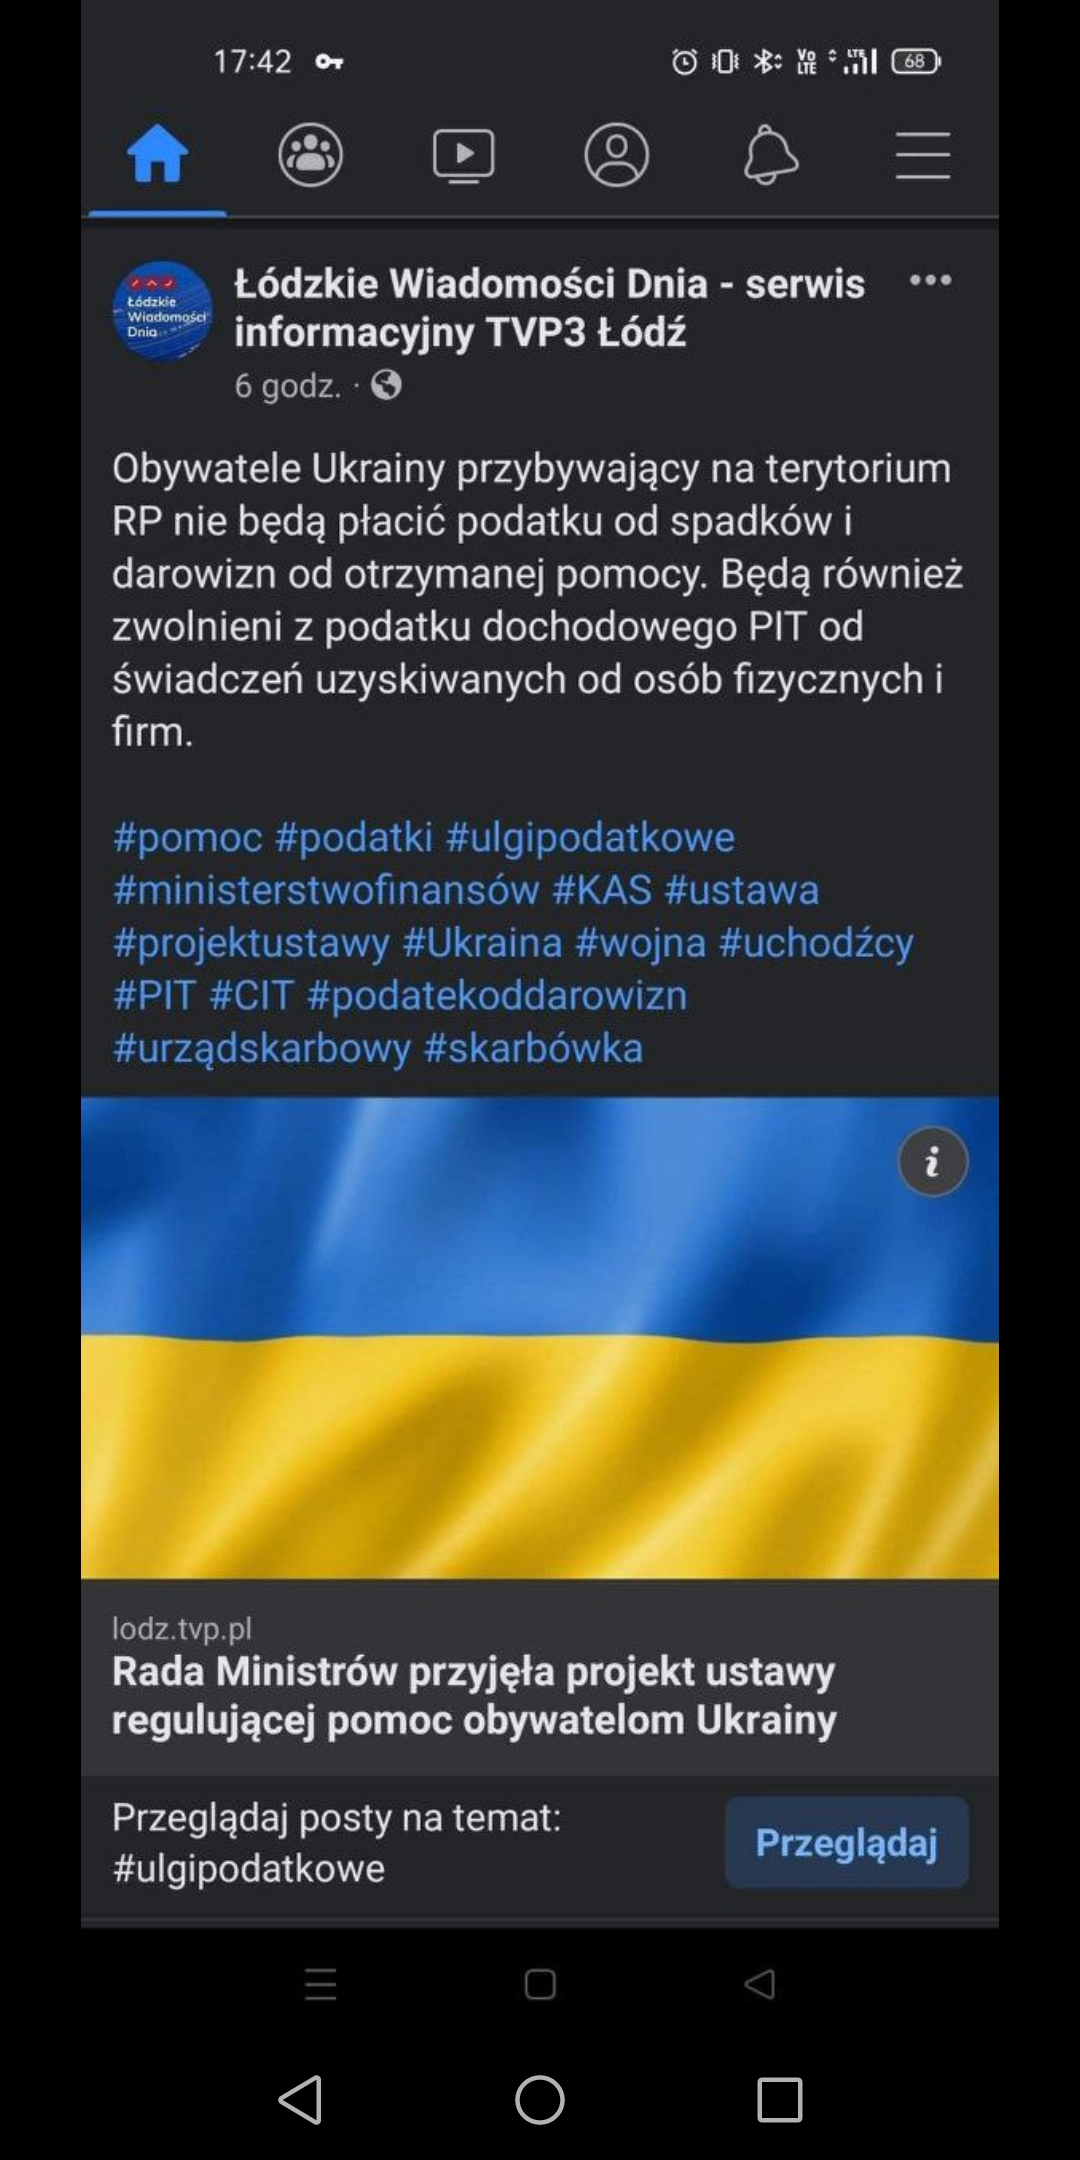 17:42
Vo
LTE
LTE
68
Łódzkie
Wiadomości
Dnia
Łódzkie Wiadomości Dnia - serwis
informacyjny TVP3 Łódź
6 godz. ·
Obywatele Ukrainy przybywający na terytorium
RP nie będą płacić podatku od spadków i
darowizn od otrzymanej pomocy. Będą również
zwolnieni z podatku dochodowego PIT od
świadczeń uzyskiwanych od osób fizycznych i
firm.
#pomoc #podatki #ulgipodatkowe
#ministerstwofinansów #KAS #ustawa
#projektustawy #Ukraina #wojna #uchodźcy
#PIT #CIT #podatekoddarowizn
#urządskarbowy #skarbówka
i
lodz.tvp.pl
Rada Ministrów przyjęła projekt ustawy
regulującej pomoc obywatelom Ukrainy
Przeglądaj posty na temat:
#ulgipodatkowe
Przeglądaj